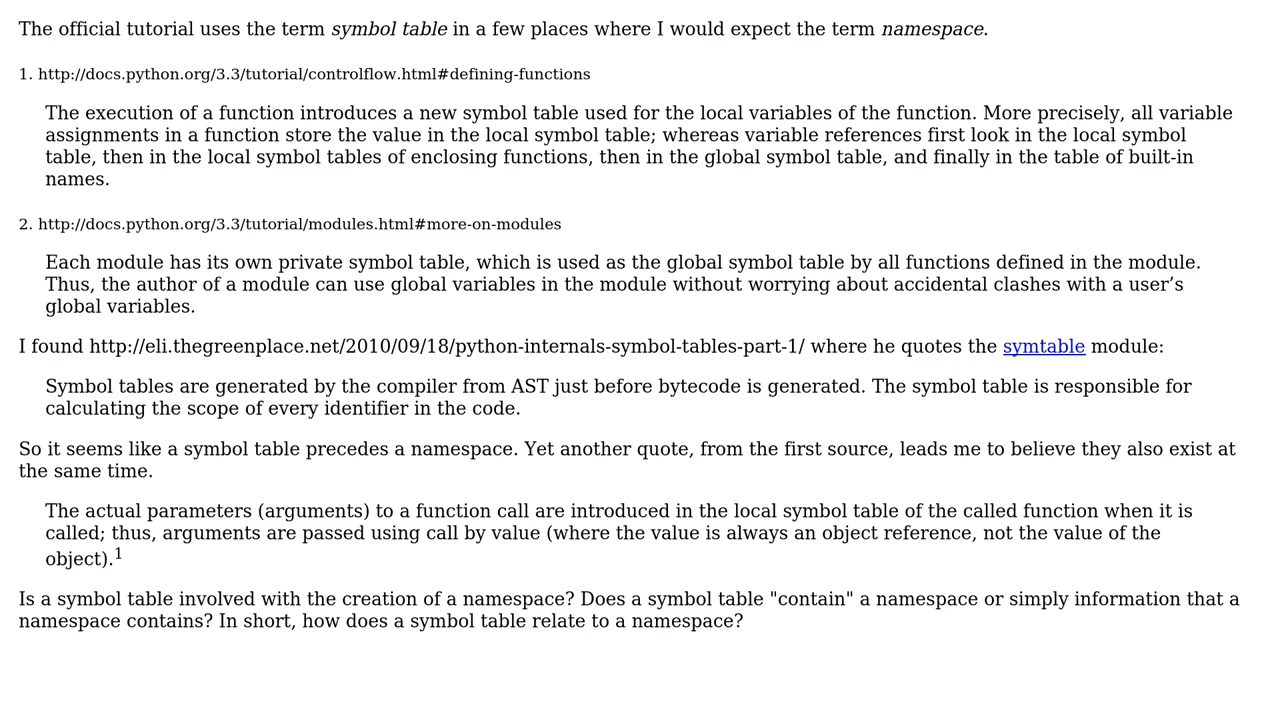 The official tutorial uses the term symbol table in a few places where I would expect the term namespace.
1. http://docs.python.org/3.3/tutorial/controlflow.html#defining-functions
The execution of a function introduces a new symbol table used for the local variables of the function. More precisely, all variable
assignments in a function store the value in the local symbol table; whereas variable references first look in the local symbol
table, then in the local symbol tables of enclosing functions, then in the global symbol table, and finally in the table of built-in
names.
2. http://docs.python.org/3.3/tutorial/modules.html#more-on-modules
Each module has its own private symbol table, which is used as the global symbol table by all functions defined in the module.
Thus, the author of a module can use global variables in the module without worrying about accidental clashes with a user’s
global variables.
I found http://eli.thegreenplace.net/2010/09/18/python-internals-symbol-tables-part-1/ where he quotes the symtable module:
Symbol tables are generated by the compiler from AST just before bytecode is generated. The symbol table is responsible for
calculating the scope of every identifier in the code.
So it seems like a symbol table precedes a namespace. Yet another quote, from the first source, leads me to believe they also exist at
the same time.
The actual parameters (arguments) to a function call are introduced in the local symbol table of the called function when it is
called; thus, arguments are passed using call by value (where the value is always an object reference, not the value of the
object).1
Is a symbol table involved with the creation of a namespace? Does a symbol table "contain" a namespace or simply information that a
namespace contains? In short, how does a symbol table relate to a namespace?